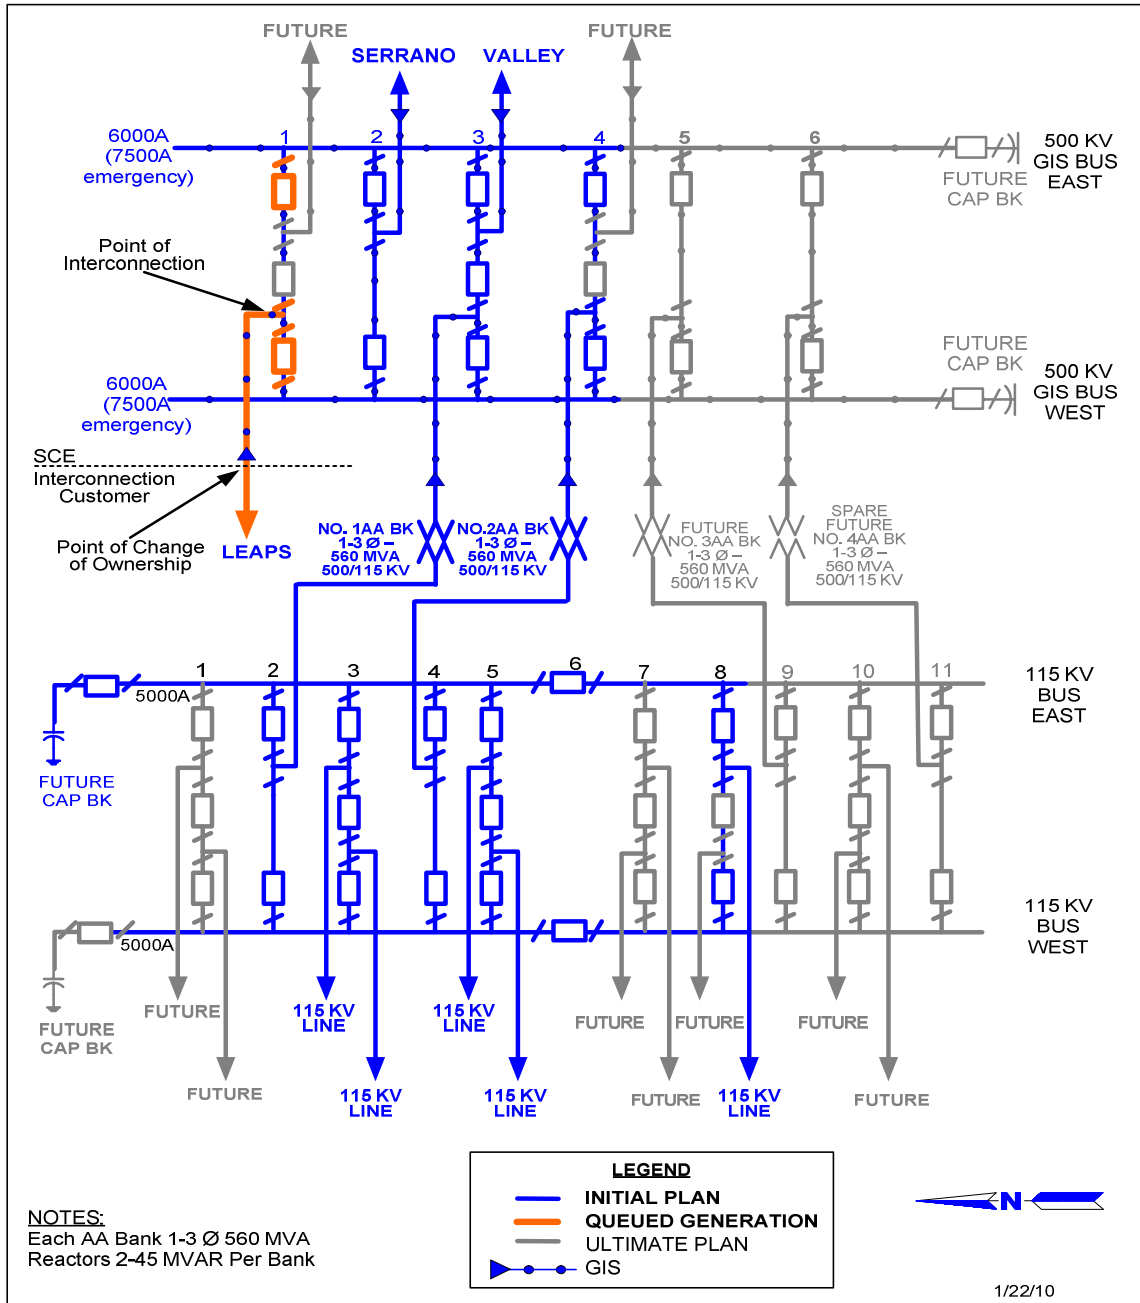 FUTURE
FUTURE
SERRANO
VALLEY
6000A
(7500A
emergency)
1
2
3
4
5
6
500 KV
GIS BUS
EAST
FUTURE
CAP BK
Point of
Interconnection
FUTURE
CAP BK
500 KV
GIS BUS
WEST
6000A
(7500A
emergency)
SCE
Interconnection
Customer
Point of Change
of Ownership
LEAPS
NO. 1AA BK
1-3 Ø –
560 MVA
500/115 KV
NO.2AA BK
1-3 Ø –
560 MVA
500/115 KV
FUTURE
NO. 3AA BK
1-3 Ø –
560 MVA
500/115 KV
SPARE
FUTURE
NO. 4AA BK
1-3 Ø –
560 MVA
500/115 KV
1
2
3
4
5
6
7
8
9
10
11
5000A
115 KV
BUS
EAST
FUTURE
CAP BK
5000A
115 KV
BUS
WEST
FUTURE
CAP BK
FUTURE
115 KV
LINE
115 KV
LINE
FUTURE
FUTURE
FUTURE
FUTURE
115 KV
LINE
115 KV
LINE
FUTURE
115 KV
LINE
FUTURE
LEGEND
INITIAL PLAN
QUEUED GENERATION
ULTIMATE PLAN
GIS
N
NOTES:
Each AA Bank 1-3 Ø 560 MVA
Reactors 2-45 MVAR Per Bank
1/22/10